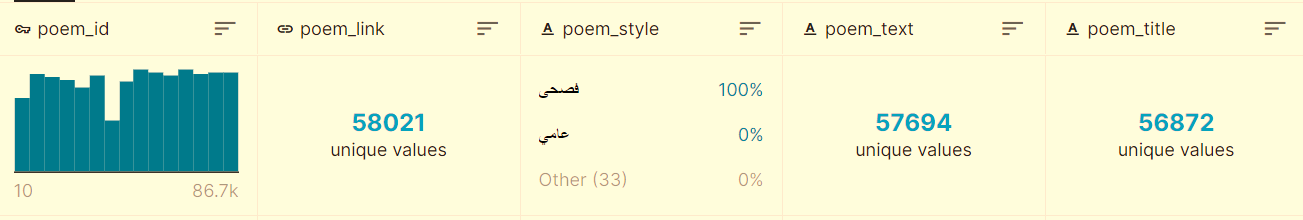 poem_id
poem_link
poem_style
poem_text
poem_title
10
86.7k
58021
unique values
فصحى 100%
عامي 0%
Other (33) 0%
57694
unique values
56872
unique values